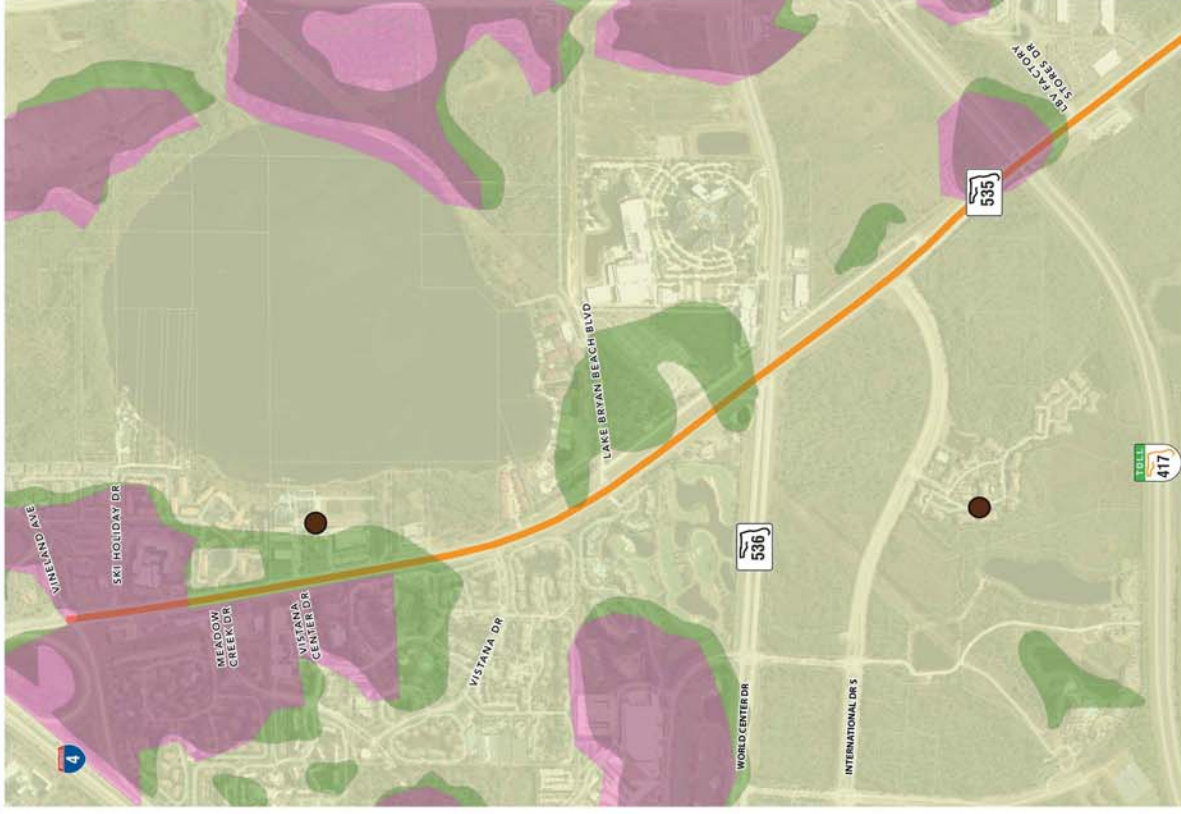 VINELAND AVE
SKI HOLIDAY DR
4
MEADOW
CREEK DR
VISTANA
CENTER DR
VISTANA DR
LAKE BRYAN BEACH BLVD
LBV FACTORY
STORES DR
535
536
WORLD CENTER DR
INTERNATIONAL DR S
TOLL
417